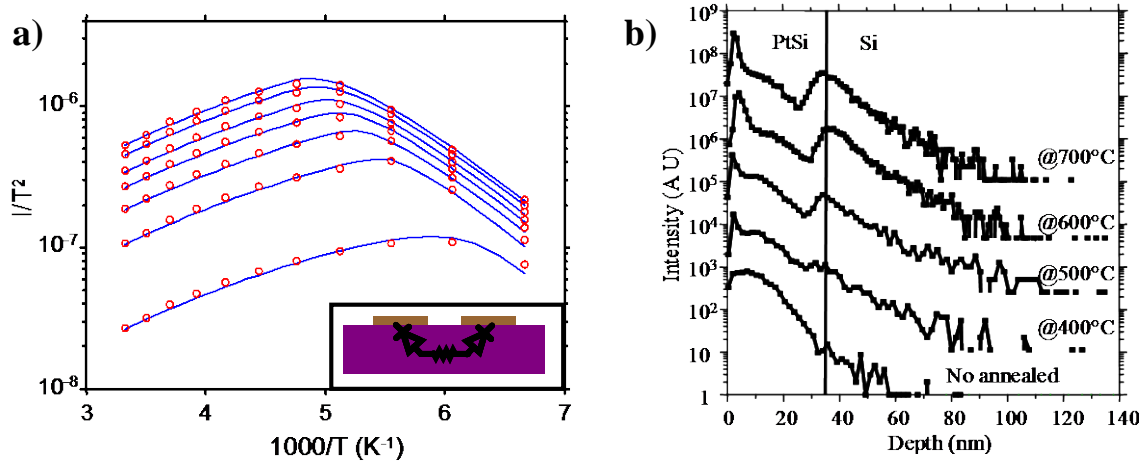 a)
10⁻⁶
10⁻⁷
10⁻⁸
I/T²
3 4 5 6 7
1000/T (K⁻¹)
b)
10⁹
10⁸
10⁷
10⁶
10⁵
10⁴
10³
10²
10
1
Intensity (A U)
PtSi Si
@700°C
@600°C
@500°C
@400°C
No annealed
0 20 40 60 80 100 120 140
Depth (nm)